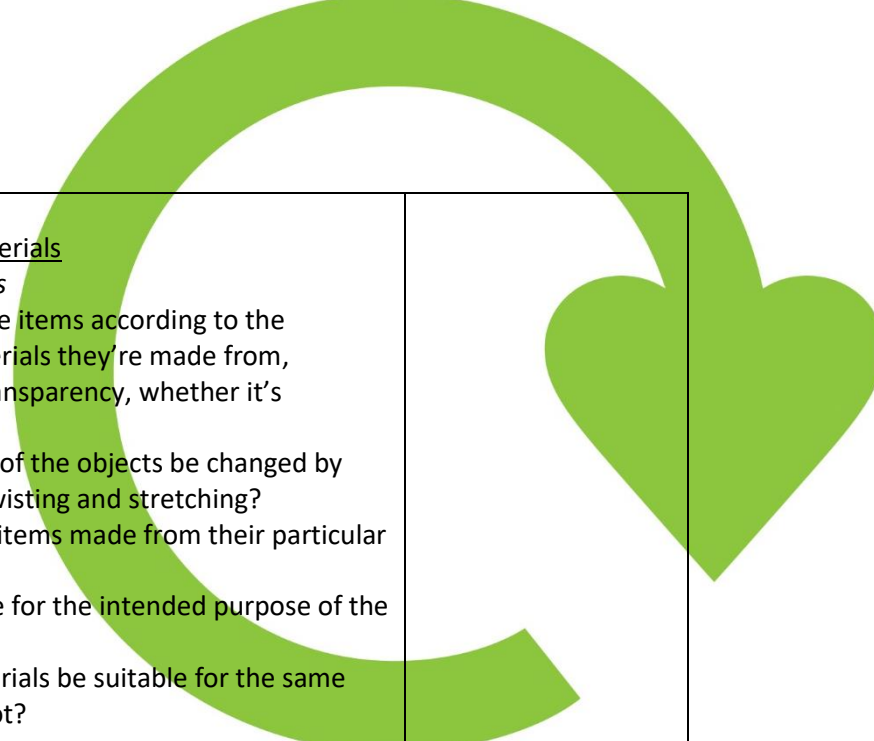 erials
s
e items according to the
erials they're made from,
ansparency, whether it's
of the objects be changed by
visting and stretching?
items made from their particular
e for the intended purpose of the
rials be suitable for the same
ot?